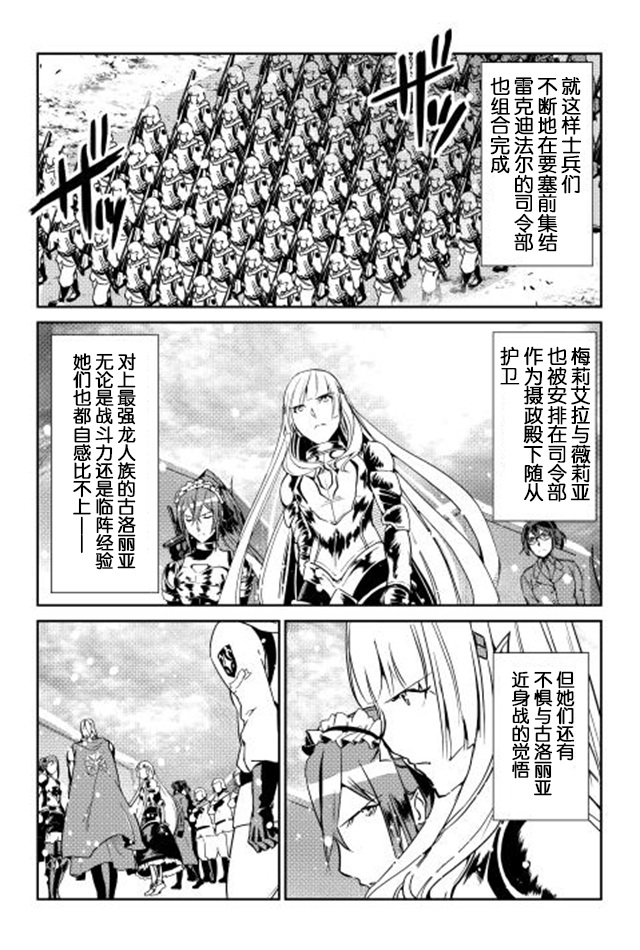 就这样士兵们
不断地在要塞前集结
雷克迪法尔的司令部
也组合完成
ザッ
ザッ
梅莉艾拉与薇莉亚
也被安排在司令部
作为摄政殿下随从
护卫
对上最强龙人族的古洛丽亚
无论是战斗力还是临阵经验
她们也都自感比不上——
但她们还有
不惧与古洛丽亚
近身战的觉悟